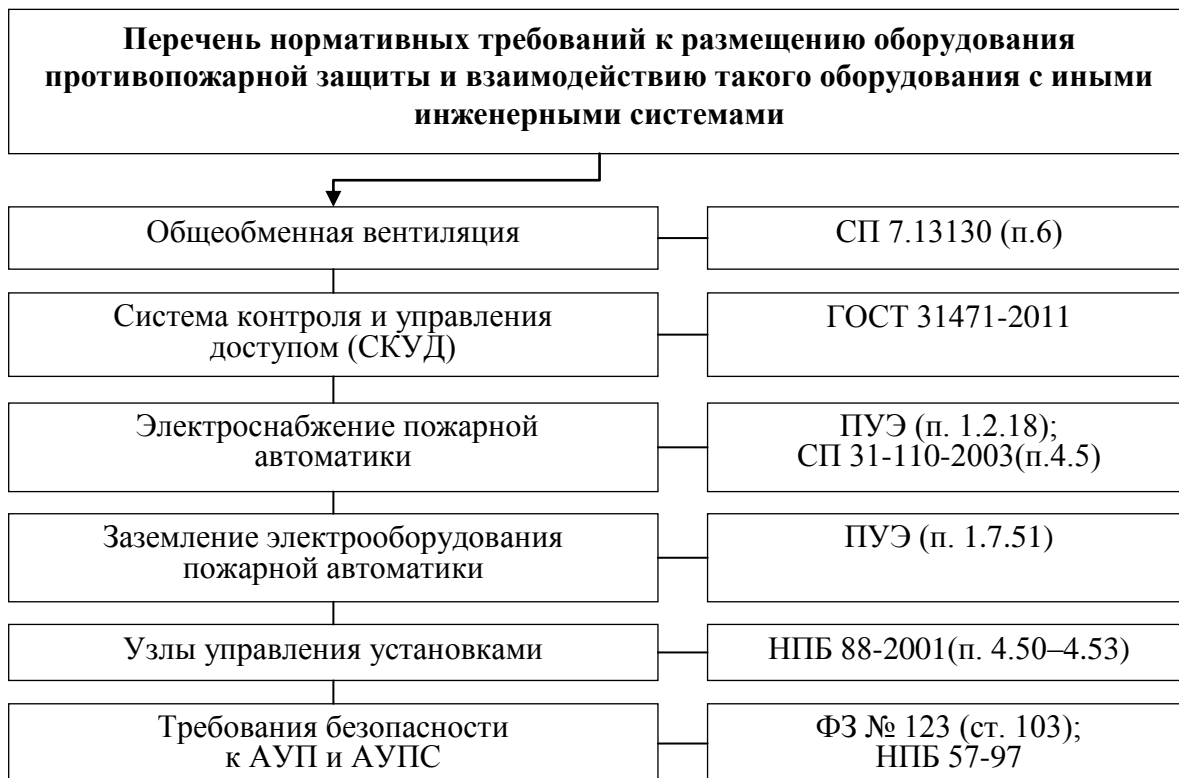 Перечень нормативных требований к размещению оборудования
противопожарной защиты и взаимодействию такого оборудования с иными
инженерными системами
Общеобменная вентиляция
СП 7.13130 (п.6)
Система контроля и управления
доступом (СКУД)
ГОСТ 31471-2011
Электроснабжение пожарной
автоматики
ПУЭ (п. 1.2.18);
СП 31-110-2003(п.4.5)
Заземление электрооборудования
пожарной автоматики
ПУЭ (п. 1.7.51)
Узлы управления установками
НПБ 88-2001(п. 4.50–4.53)
Требования безопасности
к АУП и АУПС
ФЗ № 123 (ст. 103);
НПБ 57-97